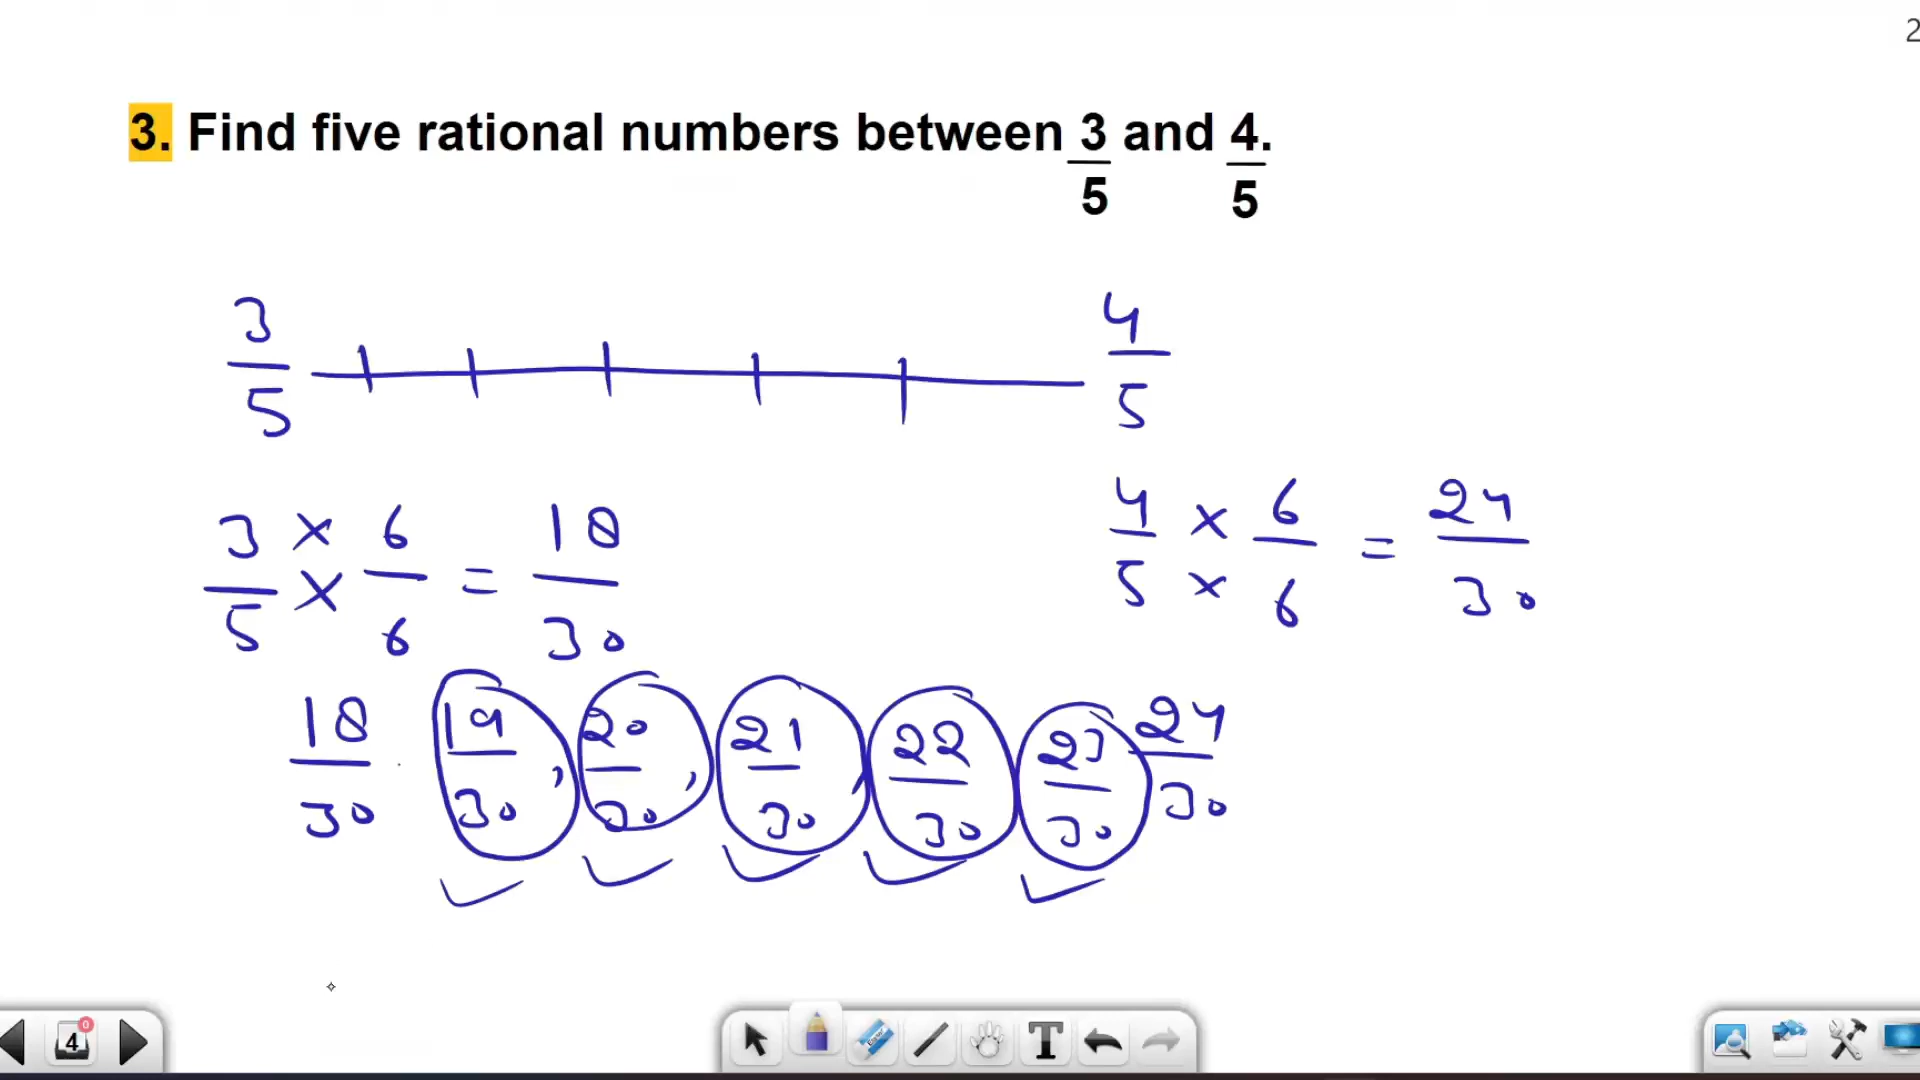 2
3. Find five rational numbers between 3/5 and 4/5.
3/5 4/5
3/5 × 6/6 = 18/30
4/5 × 6/6 = 24/30
18/30 19/30, 20/30, 21/30, 22/30 23/30 24/30
4 0
T